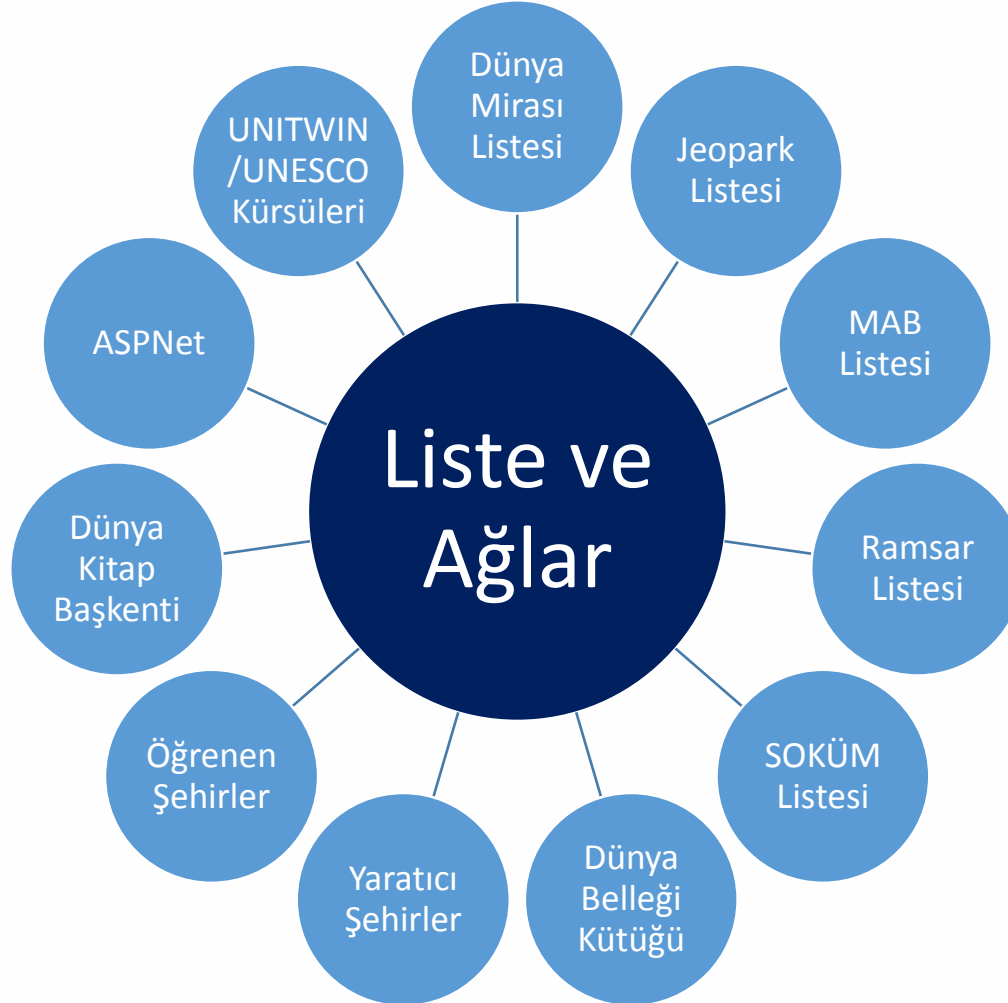 Dünya
Mirası
Listesi
Jeopark
Listesi
MAB
Listesi
Ramsar
Listesi
SOKÜM
Listesi
Dünya
Belleği
Kütüğü
Yaratıcı
Şehirler
Öğrenen
Şehirler
Dünya
Kitap
Başkenti
ASPNet
UNITWIN
/UNESCO
Kürsüleri
Liste ve
Ağlar